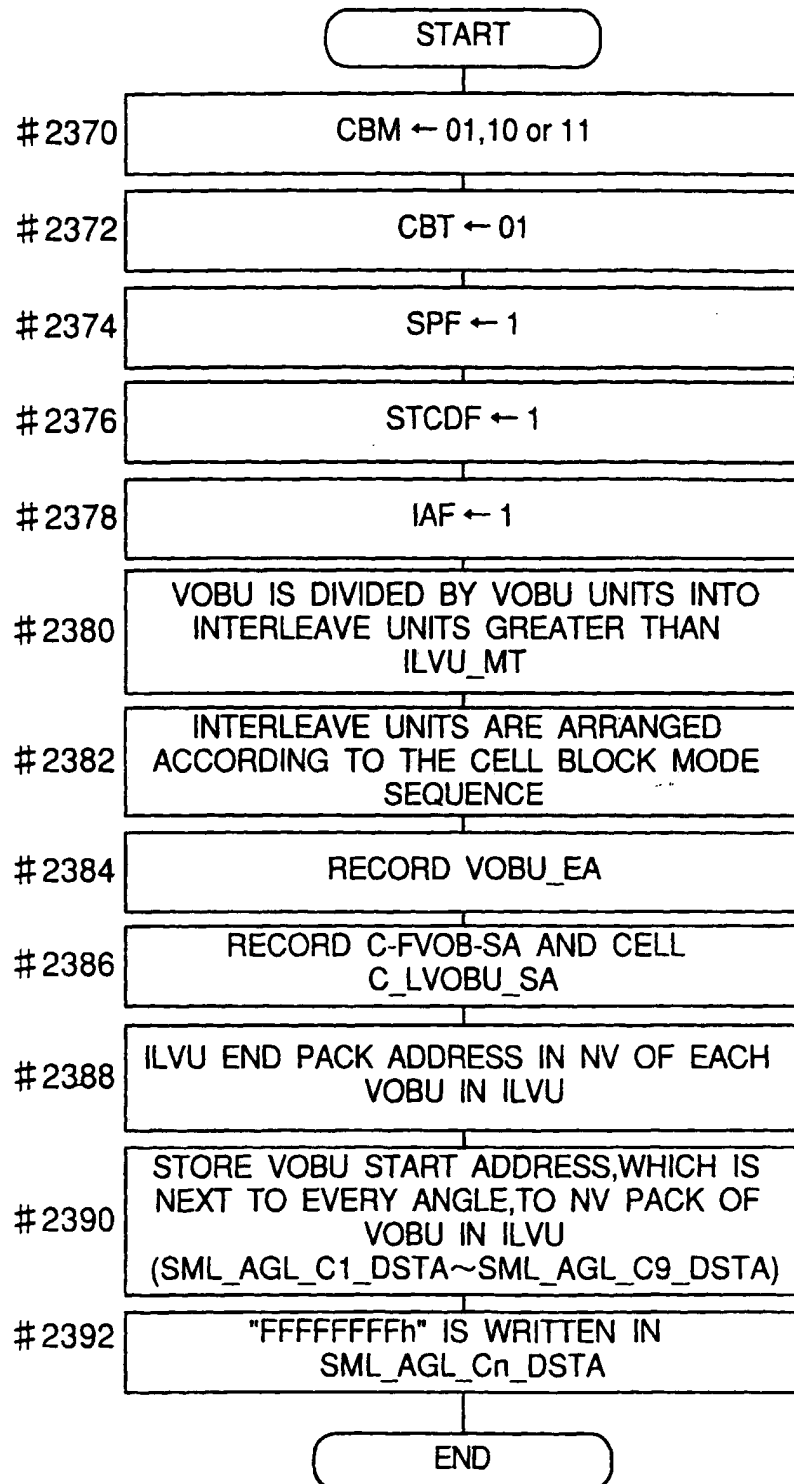 START
#2370
CBM ← 01,10 or 11
#2372
CBT ← 01
#2374
SPF ← 1
#2376
STCDF ← 1
#2378
IAF ← 1
#2380
VOBU IS DIVIDED BY VOBU UNITS INTO
INTERLEAVE UNITS GREATER THAN
ILVU_MT
#2382
INTERLEAVE UNITS ARE ARRANGED
ACCORDING TO THE CELL BLOCK MODE
SEQUENCE
#2384
RECORD VOBU_EA
#2386
RECORD C-FVOB-SA AND CELL
C_LVOBU_SA
#2388
ILVU END PACK ADDRESS IN NV OF EACH
VOBU IN ILVU
#2390
STORE VOBU START ADDRESS,WHICH IS
NEXT TO EVERY ANGLE,TO NV PACK OF
VOBU IN ILVU
(SML_AGL_C1_DSTA~SML_AGL_C9_DSTA)
#2392
"FFFFFFFFh" IS WRITTEN IN
SML_AGL_Cn_DSTA
END